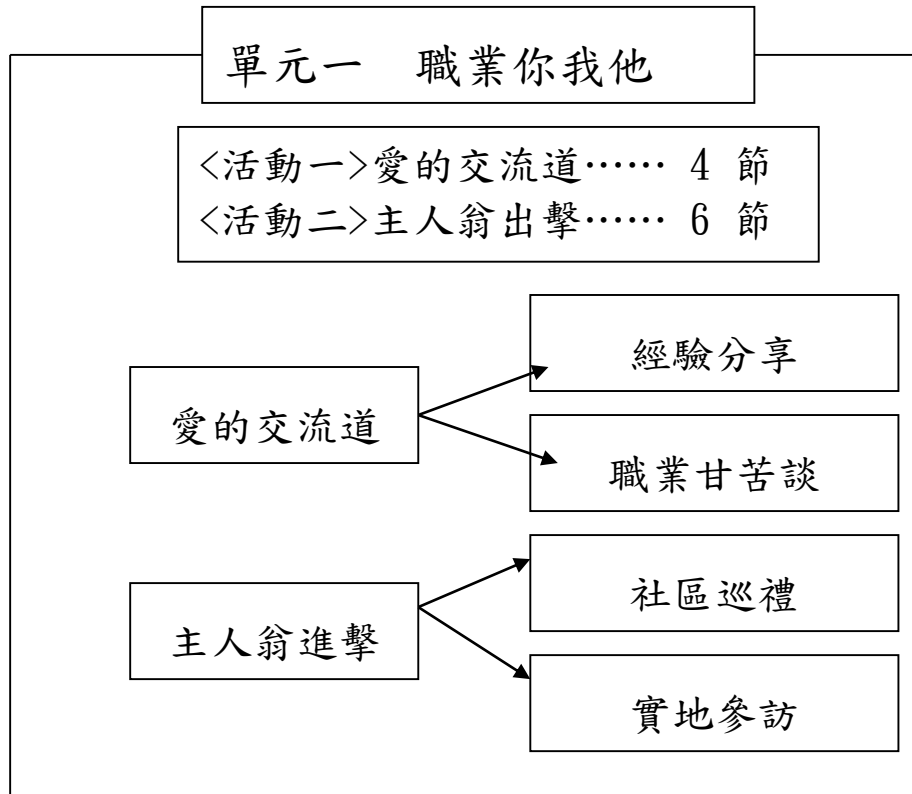 單元一　職業你我他
<活動一>愛的交流道…… 4 節
<活動二>主人翁出擊…… 6 節
愛的交流道
經驗分享
職業甘苦談
主人翁進擊
社區巡禮
實地參訪